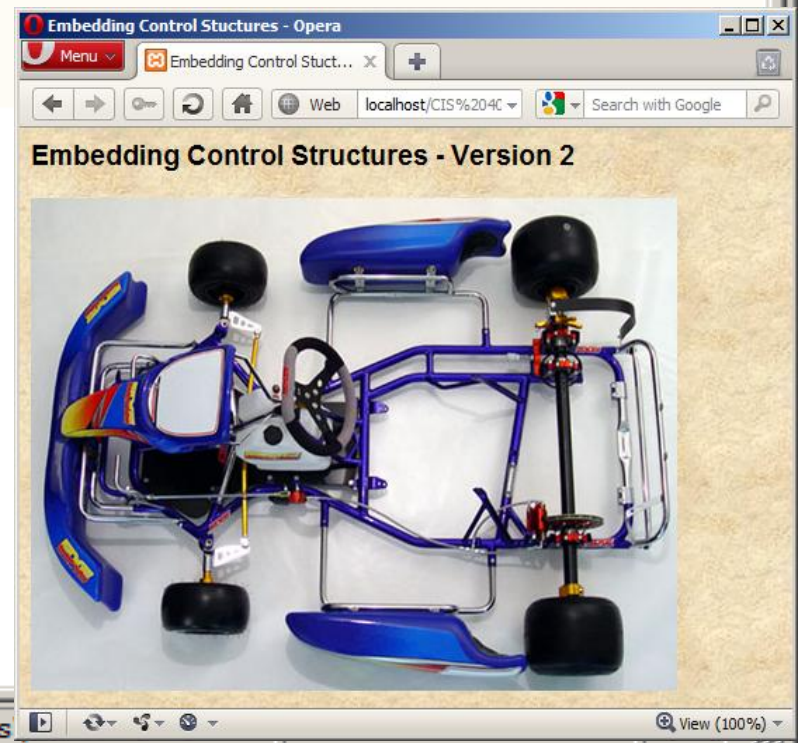 Embedding Control Stuctures - Opera
Menu
Embedding Control Stuct...
Web localhost/CIS%204C Search with Google
Embedding Control Structures - Version 2
View (100%)